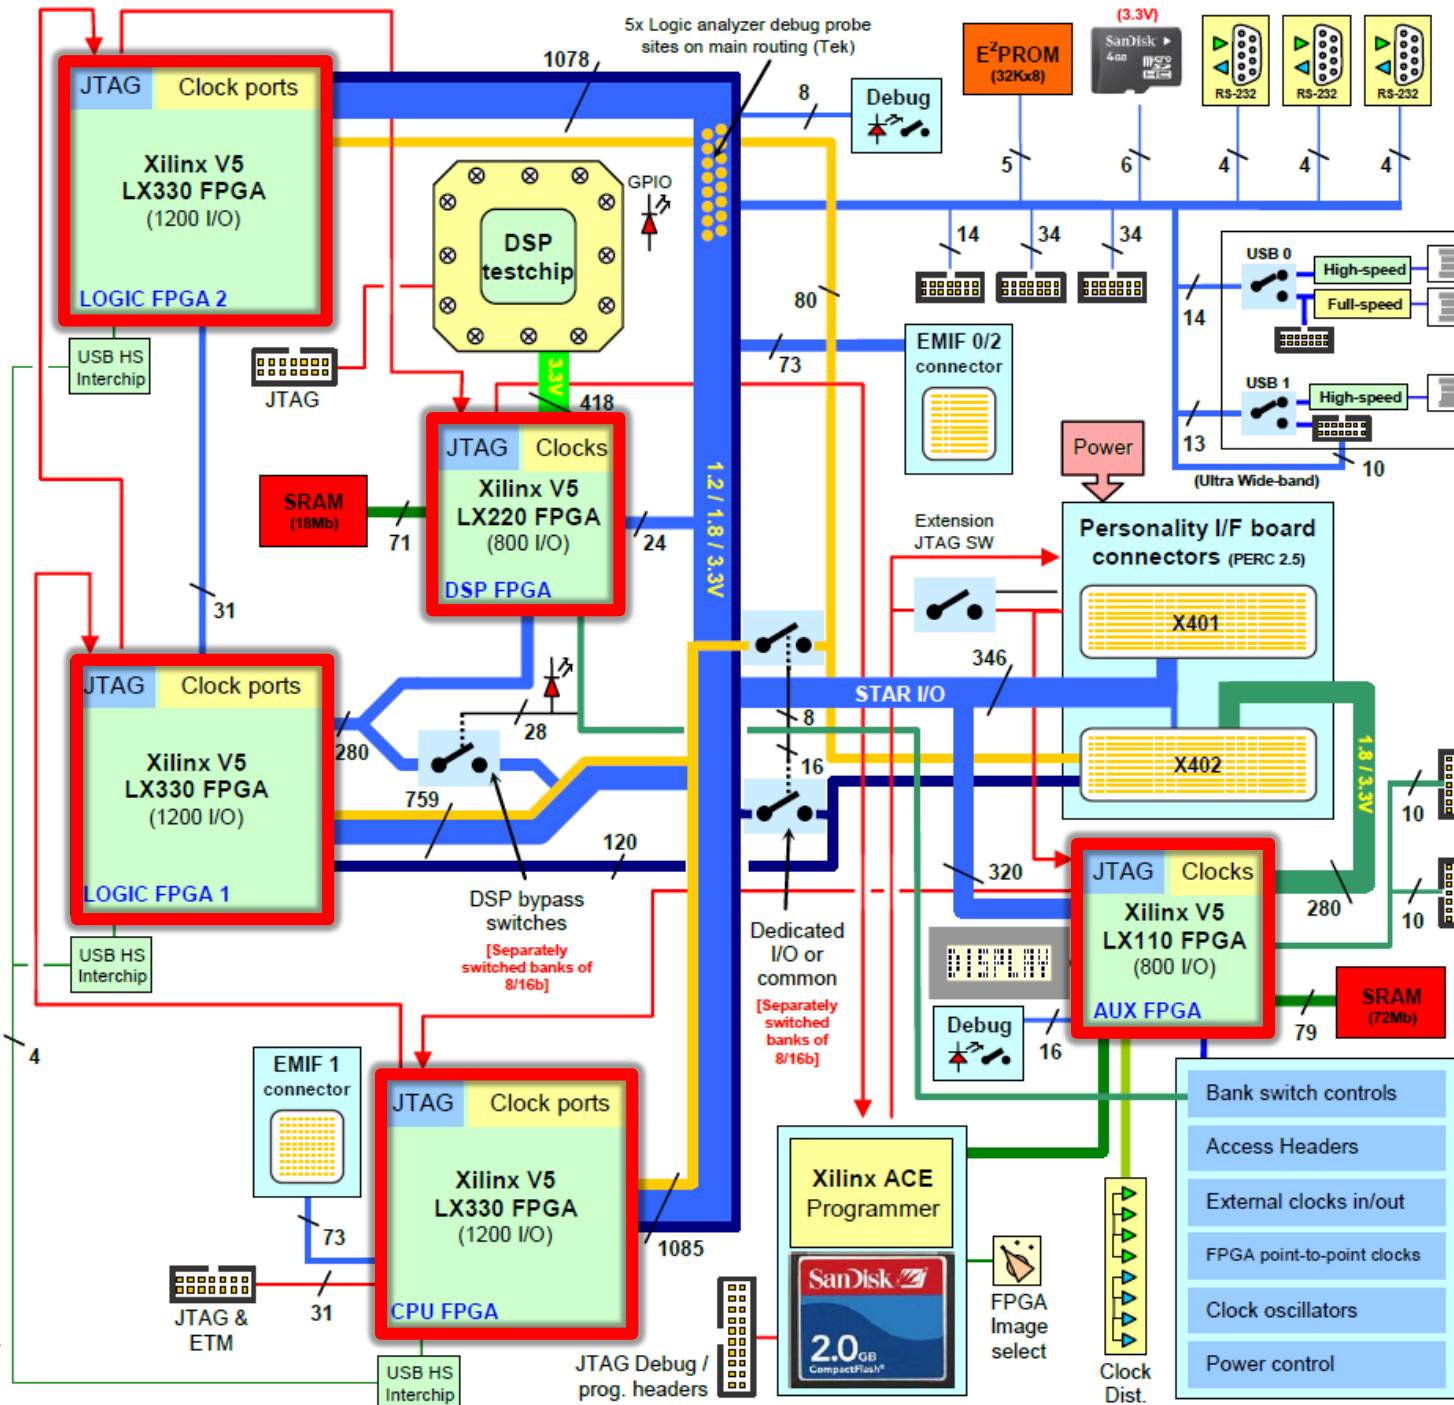 5x Logic analyzer debug probe
sites on main routing (Tek)
1078
8
Debug
E²PROM
(32Kx8)
(3.3V)
SanDisk
4GB
micro
RS-232
RS-232
RS-232
5
6
4
4
4
JTAG
Clock ports
Xilinx V5
LX330 FPGA
(1200 I/O)
LOGIC FPGA 2
GPIO
DSP
testchip
14
34
34
USB 0
High-speed
Full-speed
14
80
USB HS
Interchip
JTAG
3.3V
418
73
EMIF 0/2
connector
USB 1
High-speed
13
10
(Ultra Wide-band)
JTAG
Clocks
Xilinx V5
LX220 FPGA
(800 I/O)
DSP FPGA
SRAM
(18Mb)
71
24
1.2 / 1.8 / 3.3V
Power
Extension
JTAG SW
Personality I/F board
connectors (PERC 2.5)
X401
X402
346
STAR I/O
31
8
16
1.8 / 3.3V
JTAG
Clock ports
Xilinx V5
LX330 FPGA
(1200 I/O)
LOGIC FPGA 1
280
28
759
120
DSP bypass
switches
[Separately
switched banks of
8/16b]
Dedicated
I/O or
common
[Separately
switched
banks of
8/16b]
320
280
10
10
JTAG
Clocks
Xilinx V5
LX110 FPGA
(800 I/O)
AUX FPGA
DISPLAY
Debug
16
79
SRAM
(72Mb)
USB HS
Interchip
4
EMIF 1
connector
73
JTAG
Clock ports
Xilinx V5
LX330 FPGA
(1200 I/O)
CPU FPGA
1085
31
JTAG &
ETM
USB HS
Interchip
Xilinx ACE
Programmer
SanDisk
2.0GB
CompactFlash®
JTAG Debug /
prog. headers
FPGA
Image
select
Clock
Dist.
Bank switch controls
Access Headers
External clocks in/out
FPGA point-to-point clocks
Clock oscillators
Power control